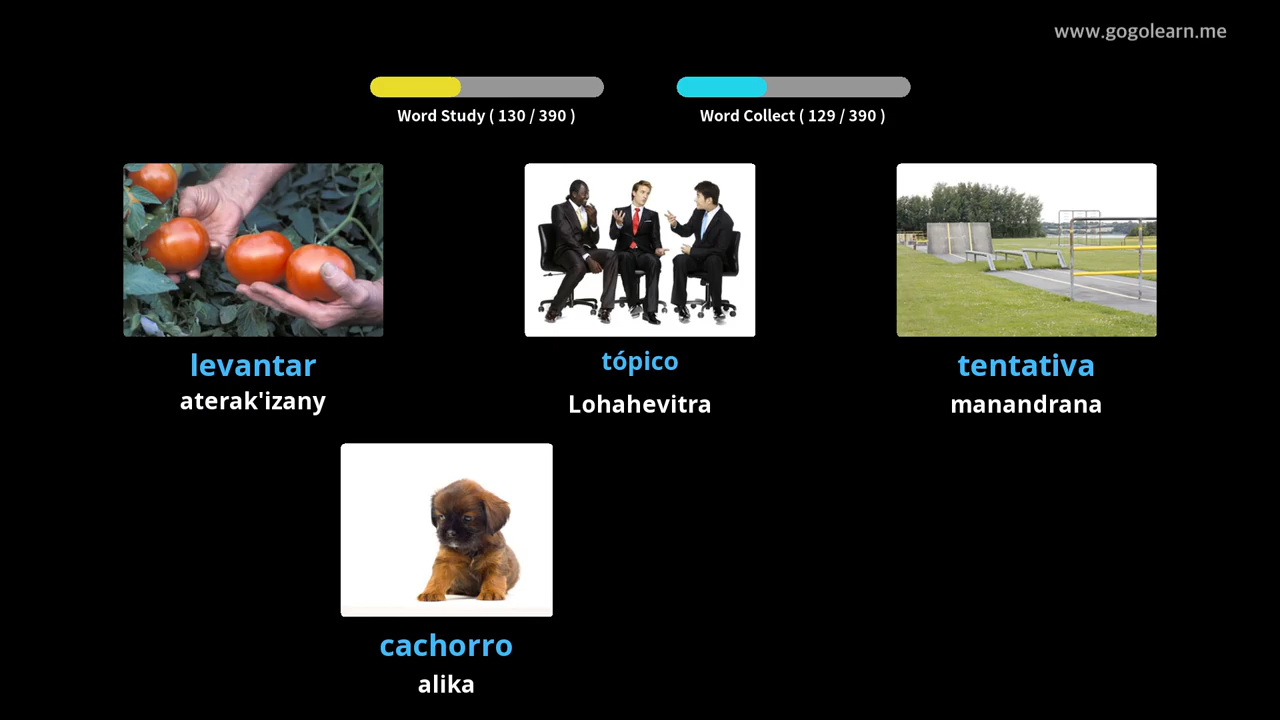 www.gogolearn.me
Word Study ( 130 / 390 )
Word Collect ( 129 / 390 )
levantar
aterak'izany
tópico
Lohahevitra
tentativa
manandrana
cachorro
alika